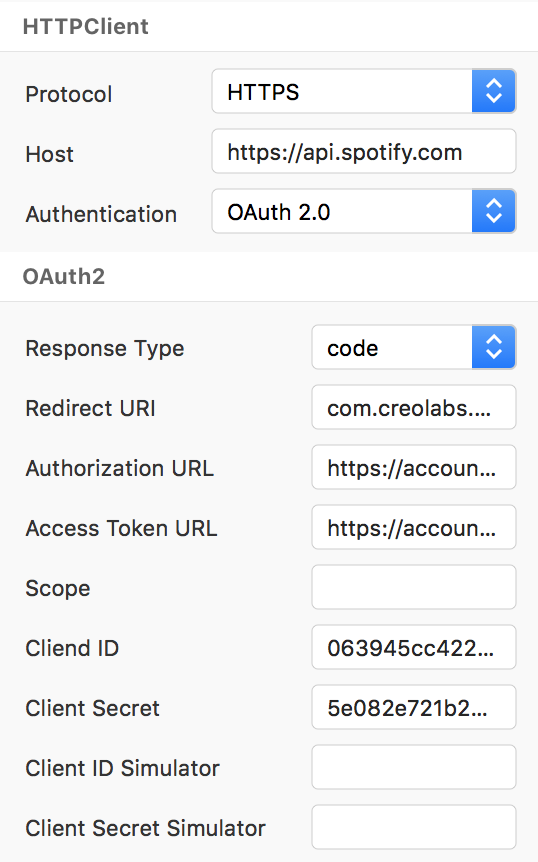 HTTPClient
Protocol HTTPS
Host https://api.spotify.com
Authentication OAuth 2.0
OAuth2
Response Type code
Redirect URI com.creolabs....
Authorization URL https://accoun...
Access Token URL https://accoun...
Scope
Cliend ID 063945cc422...
Client Secret 5e082e721b2...
Client ID Simulator
Client Secret Simulator